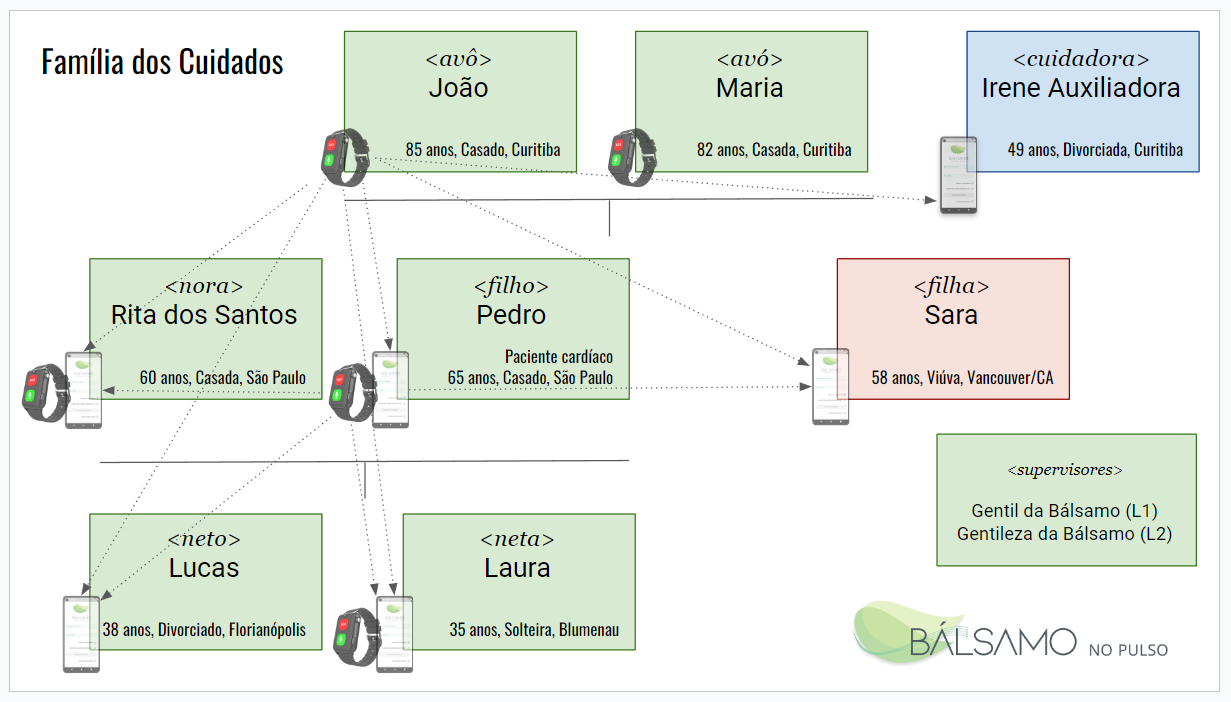 Família dos Cuidados
<avô>
João
85 anos, Casado, Curitiba
<avó>
Maria
82 anos, Casada, Curitiba
<cuidadora>
Irene Auxiliadora
49 anos, Divorciada, Curitiba
<nora>
Rita dos Santos
60 anos, Casada, São Paulo
<filho>
Pedro
Paciente cardíaco
65 anos, Casado, São Paulo
<filha>
Sara
58 anos, Viúva, Vancouver/CA
<supervisores>
Gentil da Bálsamo (L1)
Gentileza da Bálsamo (L2)
<neto>
Lucas
38 anos, Divorciado, Florianópolis
<neta>
Laura
35 anos, Solteira, Blumenau
BÁLSAMO NO PULSO